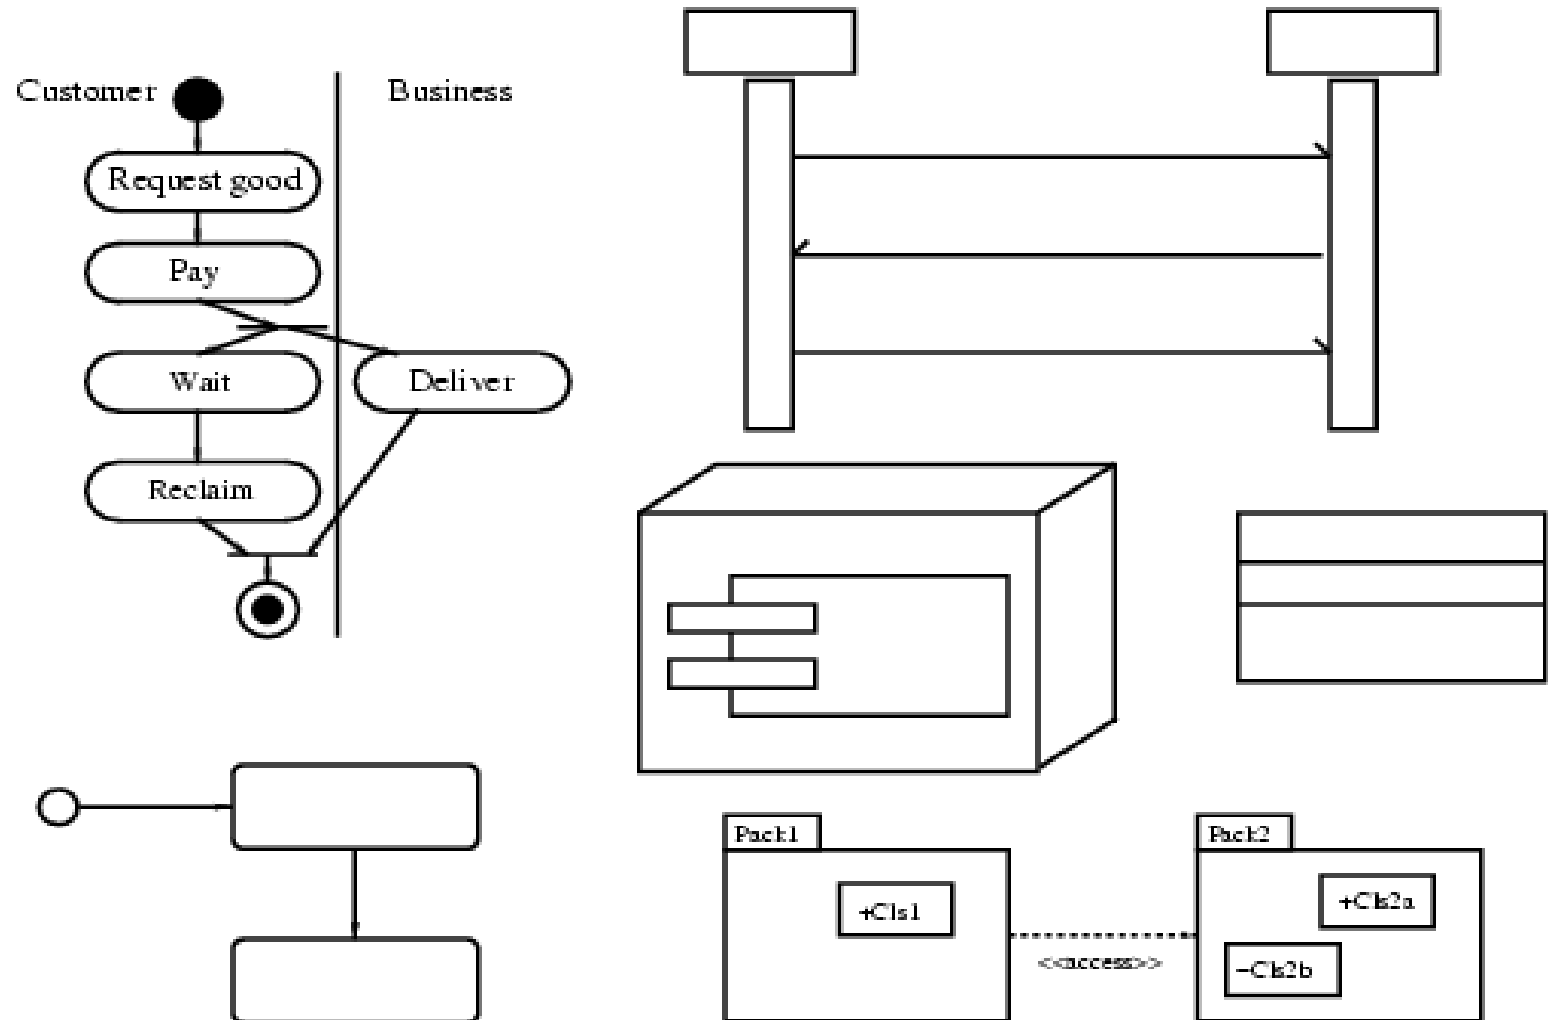 Customer
Business
Request good
Pay
Wait
Deliver
Reclaim
Pack1
Pack2
+Cls1
+Cls2a
<<access>>
−Cls2b